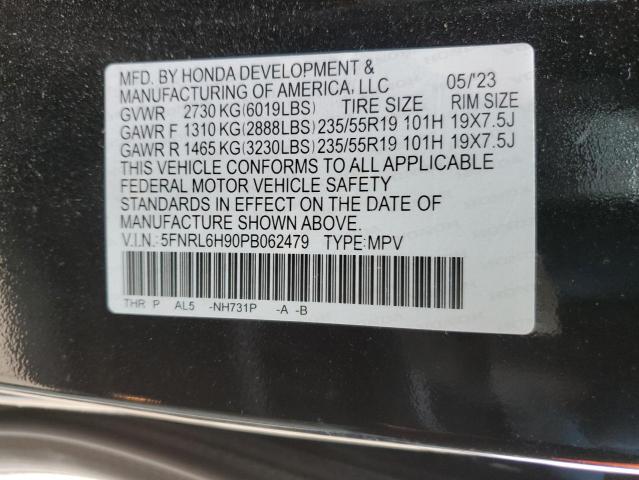 MFD. BY HONDA DEVELOPMENT &
MANUFACTURING OF AMERICA, LLC 05/'23
GVWR 2730 KG(6019LBS) TIRE SIZE RIM SIZE
GAWR F 1310 KG(2888LBS) 235/55R19 101H 19X7.5J
GAWR R 1465 KG(3230LBS) 235/55R19 101H 19X7.5J
THIS VEHICLE CONFORMS TO ALL APPLICABLE
FEDERAL MOTOR VEHICLE SAFETY
STANDARDS IN EFFECT ON THE DATE OF
MANUFACTURE SHOWN ABOVE.
V.I.N.: 5FNRL6H90PB062479 TYPE:MPV
THR P AL5 -NH731P -A -B